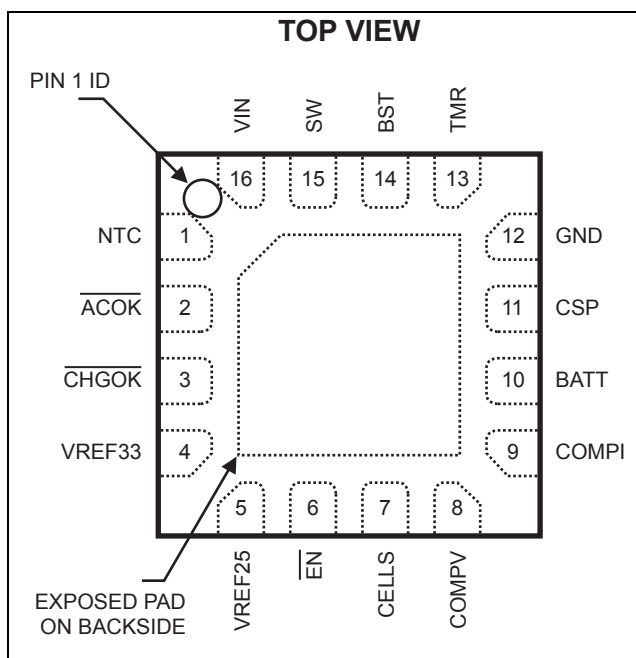 TOP VIEW
PIN 1 ID
VIN
SW
BST
TMR
16
15
14
13
NTC
1
12
GND
ACOK
2
11
CSP
CHGOK
3
10
BATT
VREF33
4
9
COMPI
5
6
7
8
VREF25
EN
CELLS
COMPV
EXPOSED PAD
ON BACKSIDE